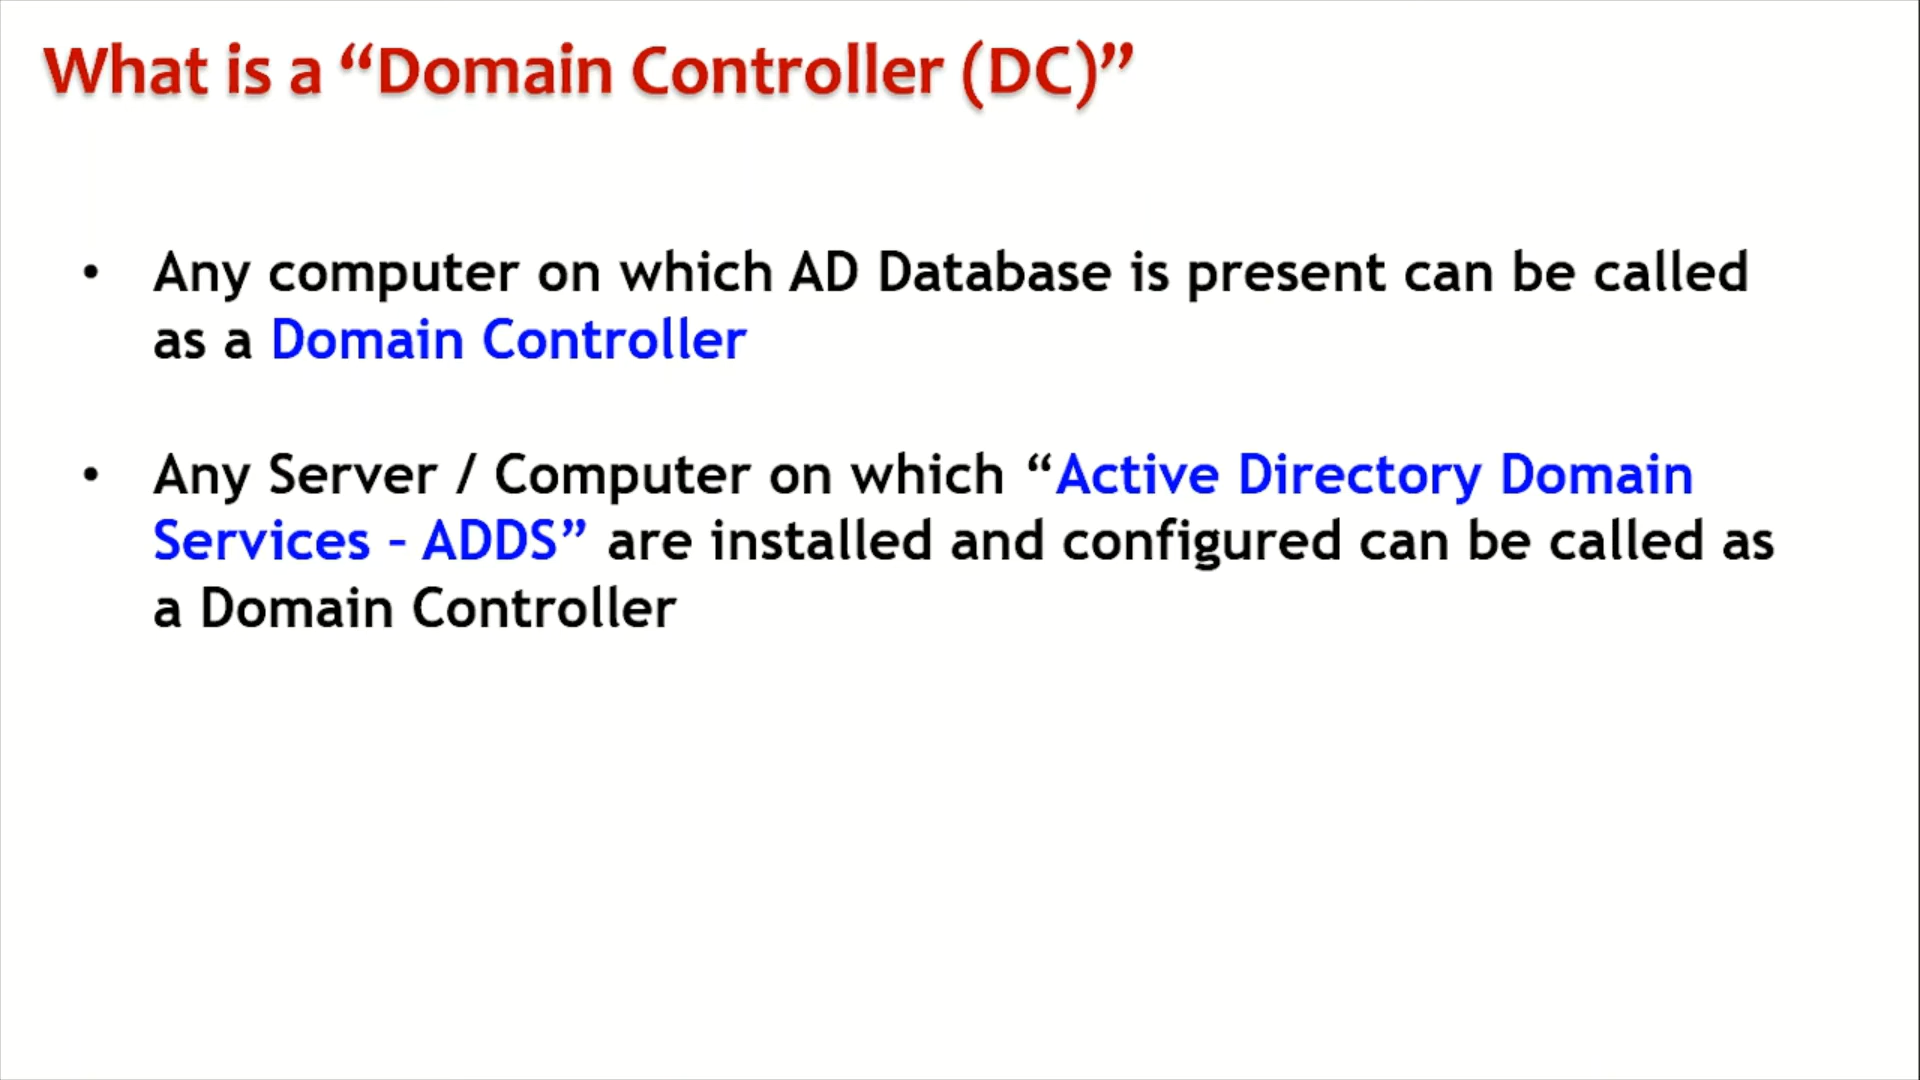 What is a “Domain Controller (DC)”
• Any computer on which AD Database is present can be called
as a Domain Controller
• Any Server / Computer on which “Active Directory Domain
Services – ADDS” are installed and configured can be called as
a Domain Controller